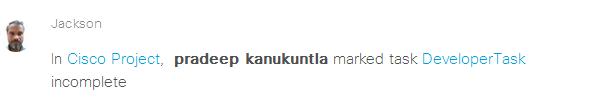 Jackson
In Cisco Project, pradeep kanukuntla marked task DeveloperTask
incomplete